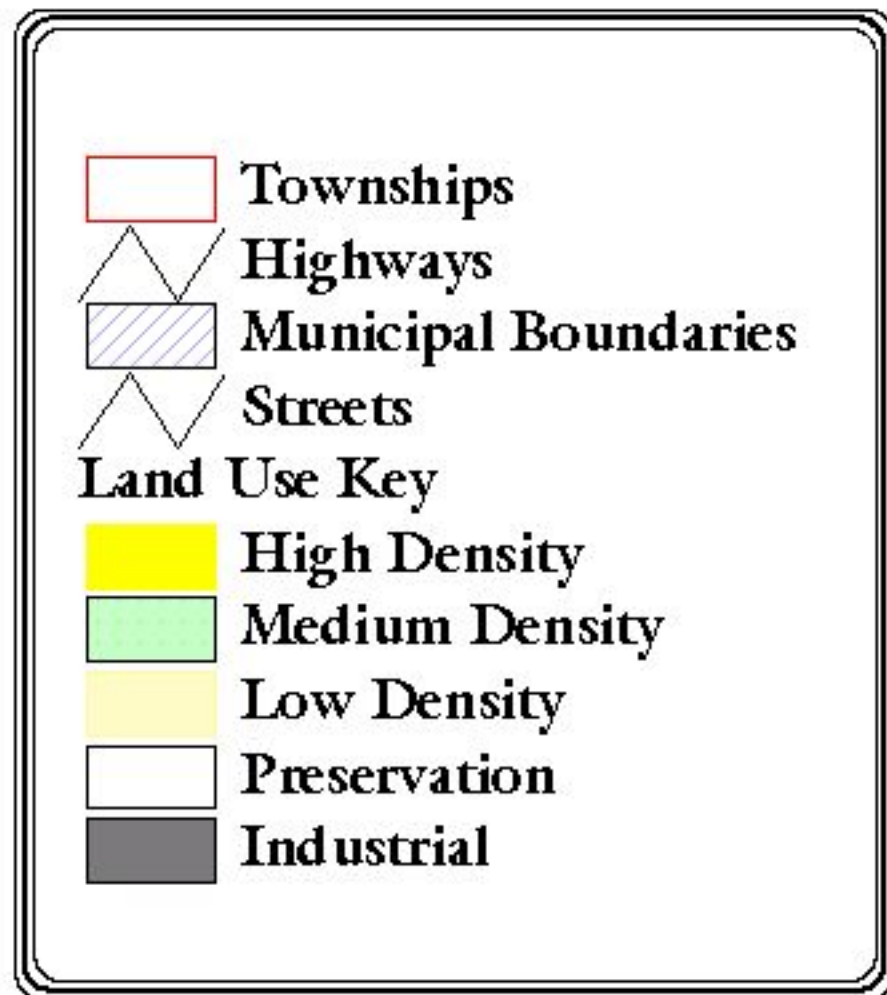 Townships
Highways
Municipal Boundaries
Streets
Land Use Key
High Density
Medium Density
Low Density
Preservation
Industrial